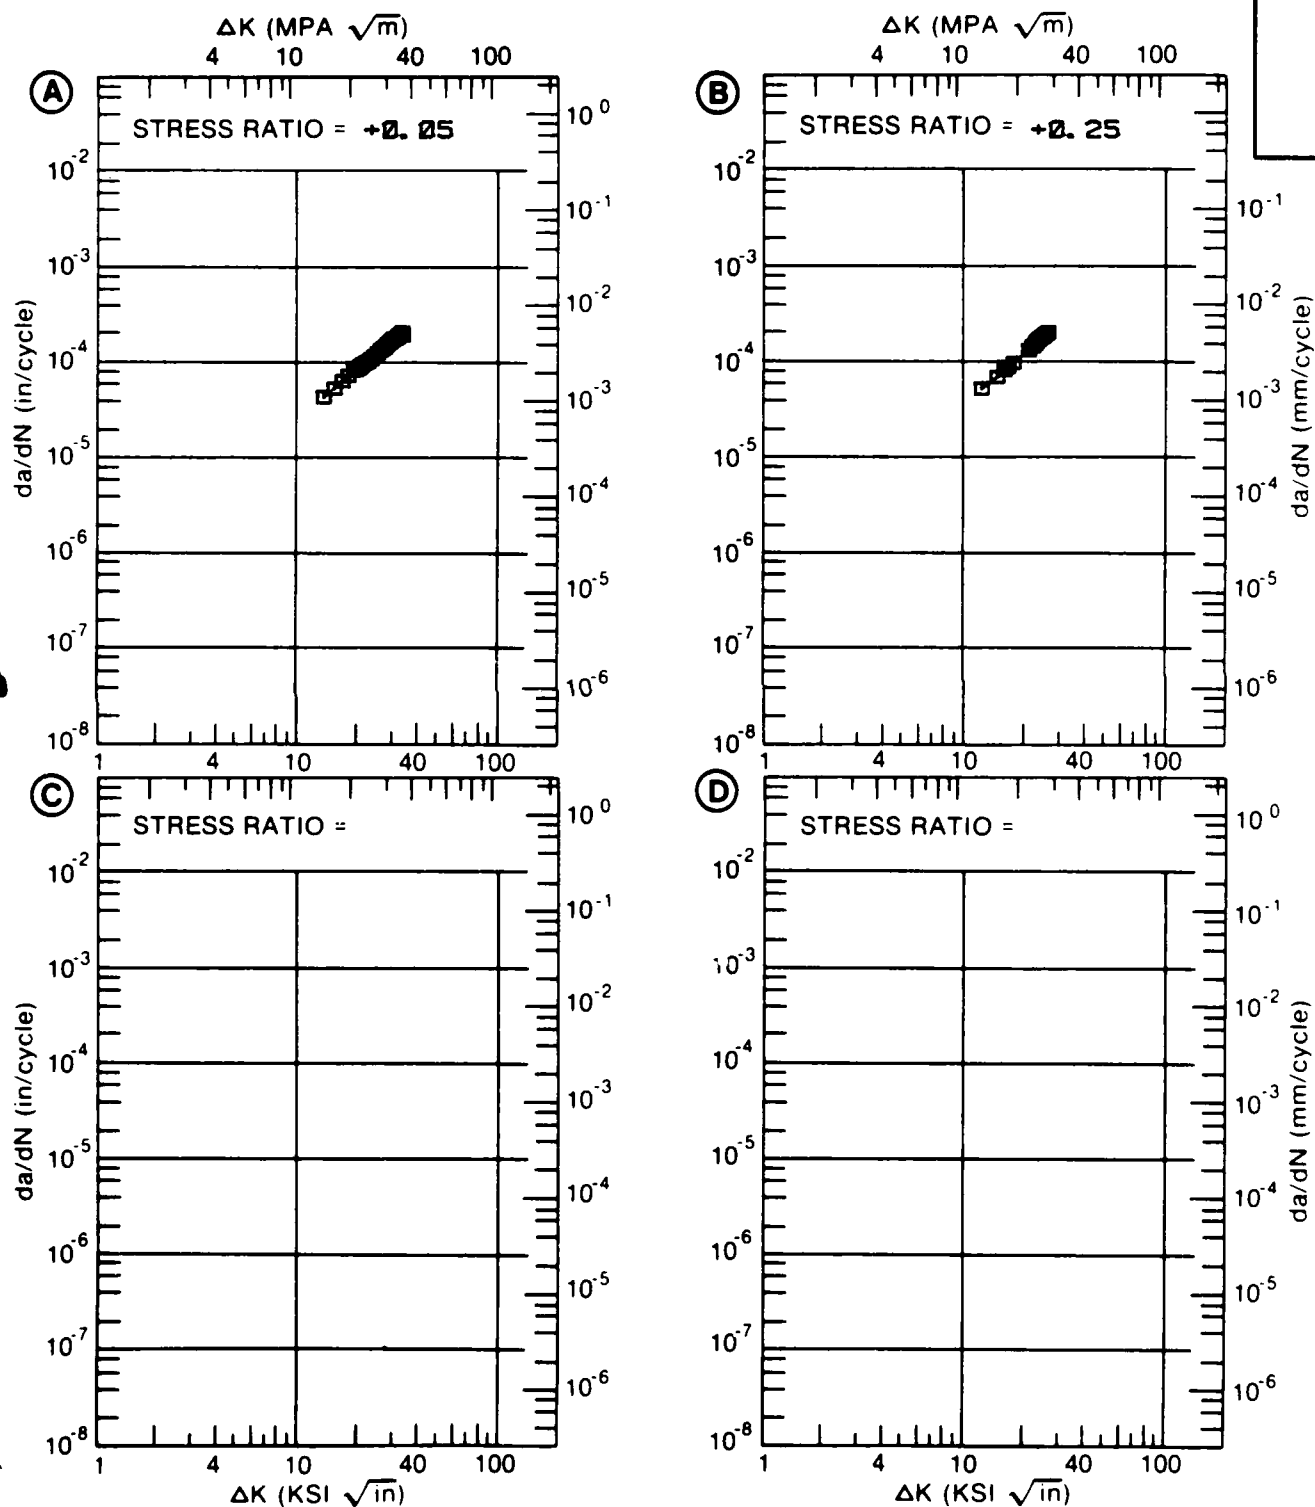 ΔK (MPA √m) ΔK (MPA √m)
4 10 40 100 4 10 40 100
A B
STRESS RATIO = +0.05 STRESS RATIO = +0.25
10^0
10^-2 10^-2
10^-1 10^-1
10^-3 10^-3
10^-2 10^-2
10^-4 10^-4
10^-3 10^-3
10^-5 10^-5
10^-4 10^-4
10^-6 10^-6
10^-5 10^-5
10^-7 10^-7
10^-6 10^-6
10^-8 10^-8
da/dN (in/cycle) da/dN (mm/cycle)
1 4 10 40 100 1 4 10 40 100
C D
STRESS RATIO = STRESS RATIO =
10^0 10^0
10^-2 10^-2
10^-1 10^-1
10^-3 10^-3
10^-2 10^-2
10^-4 10^-4
10^-3 10^-3
10^-5 10^-5
10^-4 10^-4
10^-6 10^-6
10^-5 10^-5
10^-7 10^-7
10^-6 10^-6
10^-8 10^-8
da/dN (in/cycle) da/dN (mm/cycle)
1 4 10 40 100 1 4 10 40 100
ΔK (KSI √in) ΔK (KSI √in)